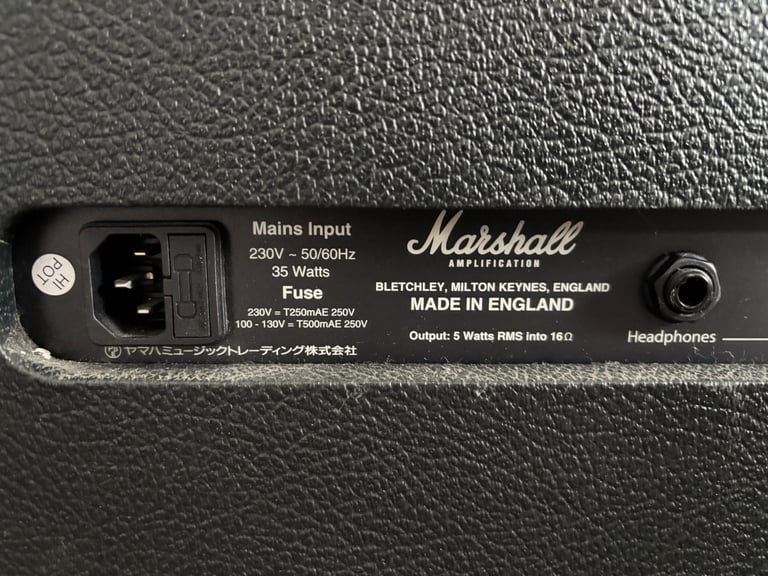 HI
POT
Mains Input
230V ~ 50/60Hz
35 Watts
Fuse
230V = T250mAE 250V
100 - 130V = T500mAE 250V
ヤマハミュージックトレーディング株式会社
Marshall
AMPLIFICATION
BLETCHLEY, MILTON KEYNES, ENGLAND
MADE IN ENGLAND
Output: 5 Watts RMS into 16Ω
Headphones